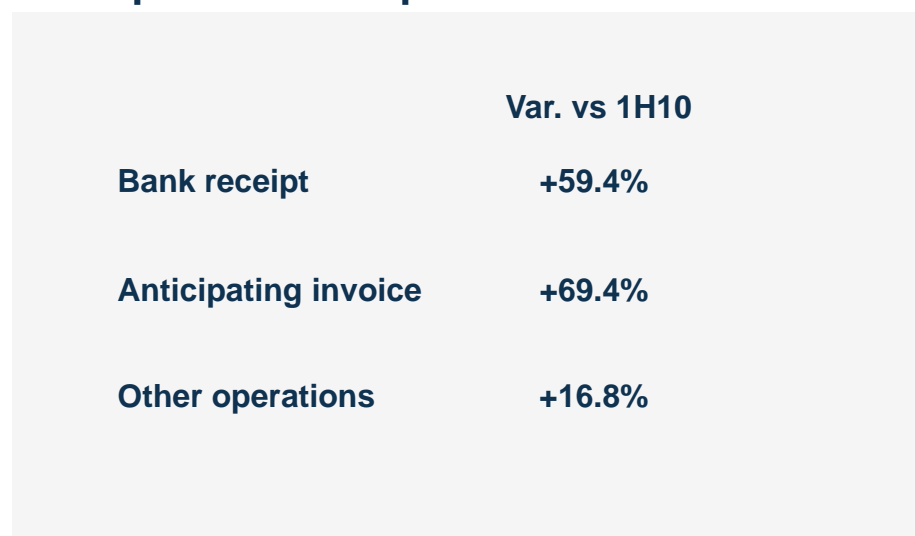 Var. vs 1H10
Bank receipt +59.4%
Anticipating invoice +69.4%
Other operations +16.8%